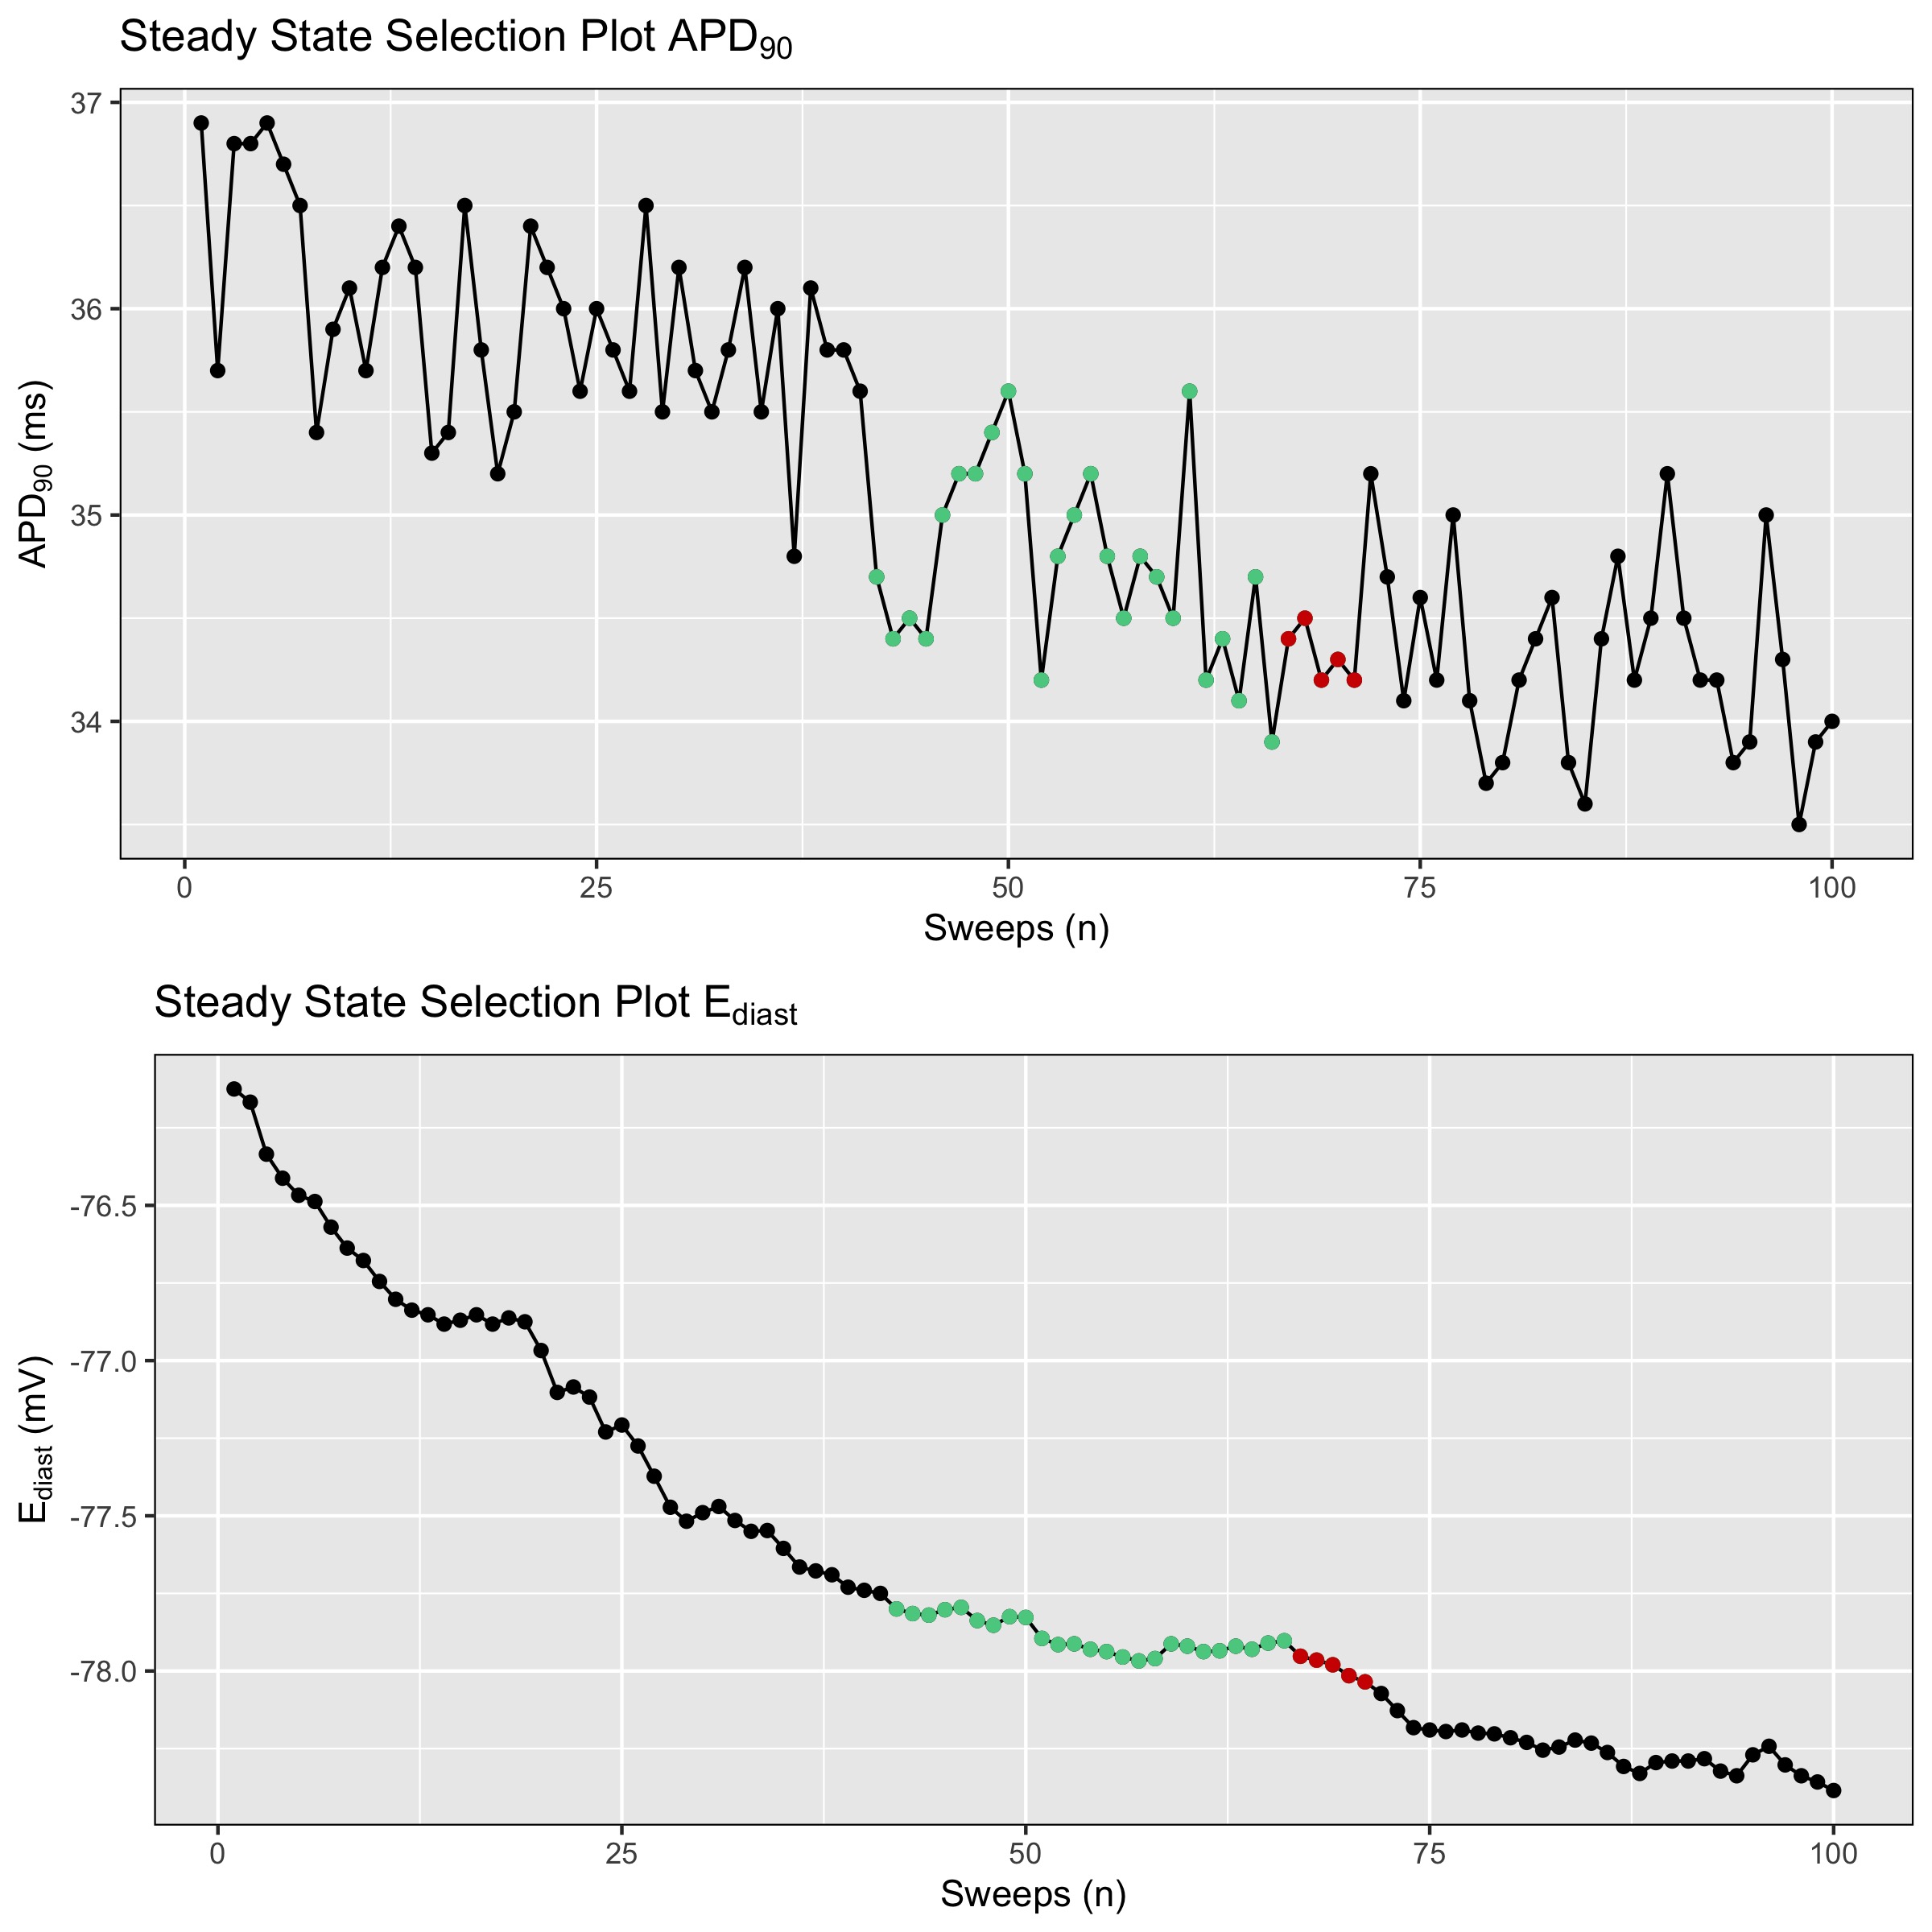 Steady State Selection Plot APD90
APD90 (ms)
37
36
35
34
0 25 50 75 100
Sweeps (n)
Steady State Selection Plot Ediast
Ediast (mV)
-76.5
-77.0
-77.5
-78.0
0 25 50 75 100
Sweeps (n)